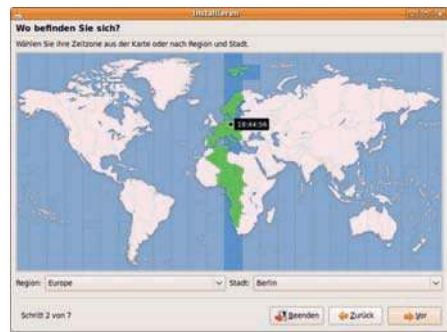 Installieren
Wo befinden Sie sich?
Wählen Sie Ihre Zeitzone aus der Karte oder nach Region und Stadt.
19:44:56
Region: Europe Stadt: Berlin
Schritt 2 von 7 Beenden Zurück Vor